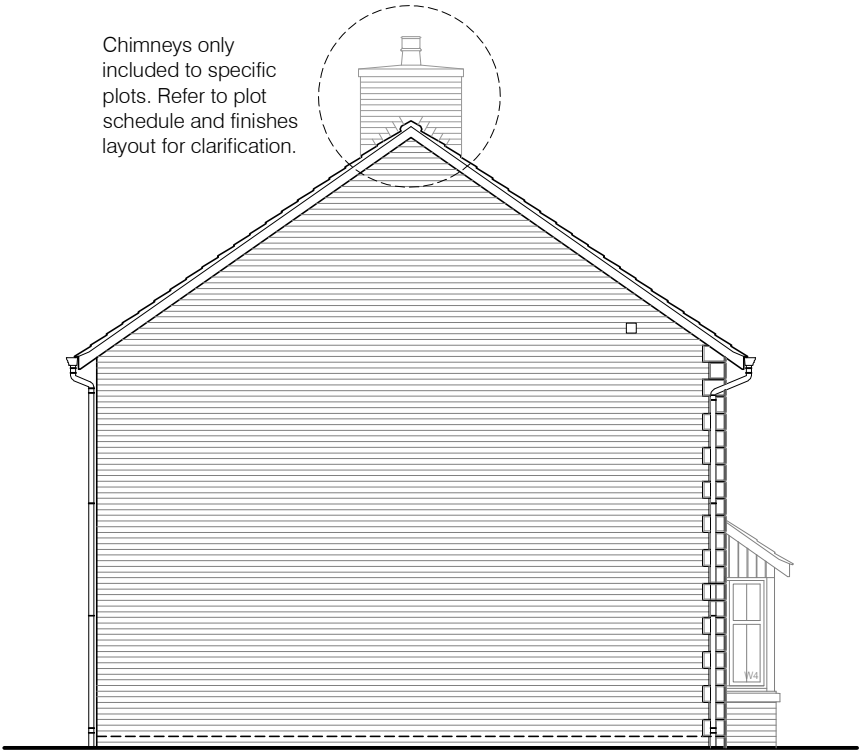 Chimneys only
included to specific
plots. Refer to plot
schedule and finishes
layout for clarification.
W4